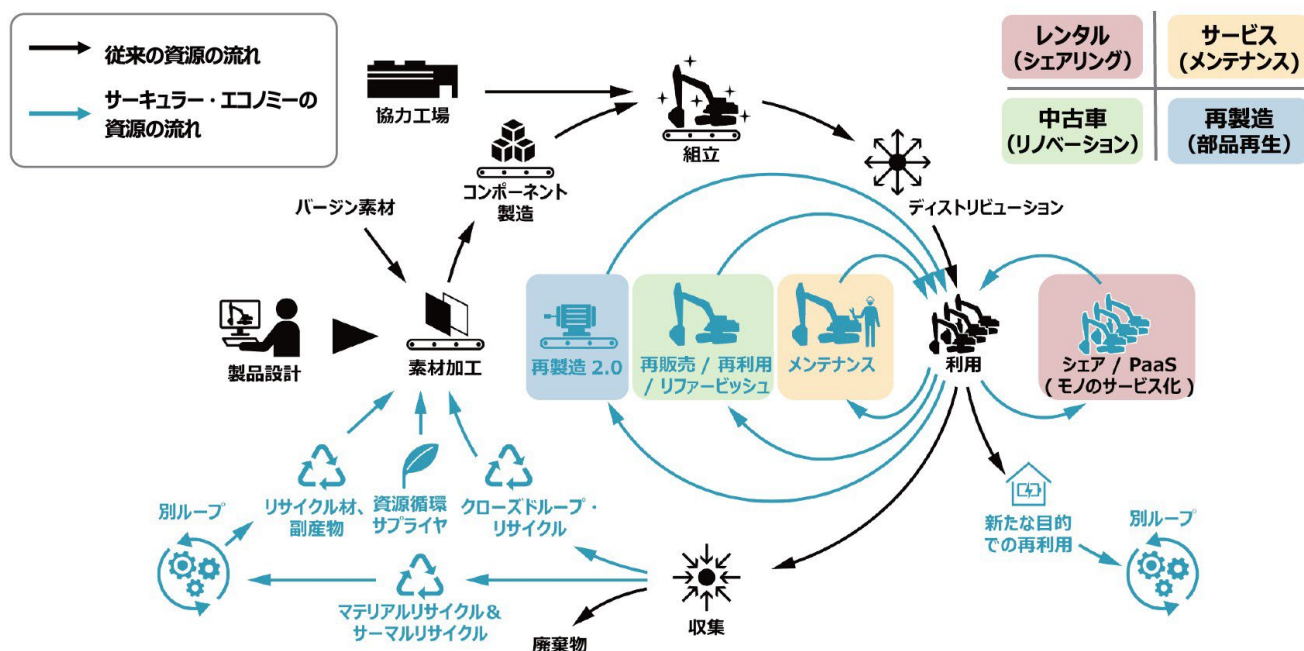 従来の資源の流れ
サーキュラー・エコノミーの
資源の流れ
レンタル
(シェアリング)
サービス
(メンテナンス)
中古車
(リノベーション)
再製造
(部品再生)
協力工場
組立
コンポーネント
製造
バージン素材
ディストリビューション
製品設計
素材加工
再製造 2.0
再販売 / 再利用
/ リファービッシュ
メンテナンス
利用
シェア / PaaS
( モノのサービス化 )
別ループ
リサイクル材、
副産物
資源循環
サプライヤ
クローズドループ・
リサイクル
新たな目的
での再利用
別ループ
マテリアルリサイクル&
サーマルリサイクル
廃棄物
収集